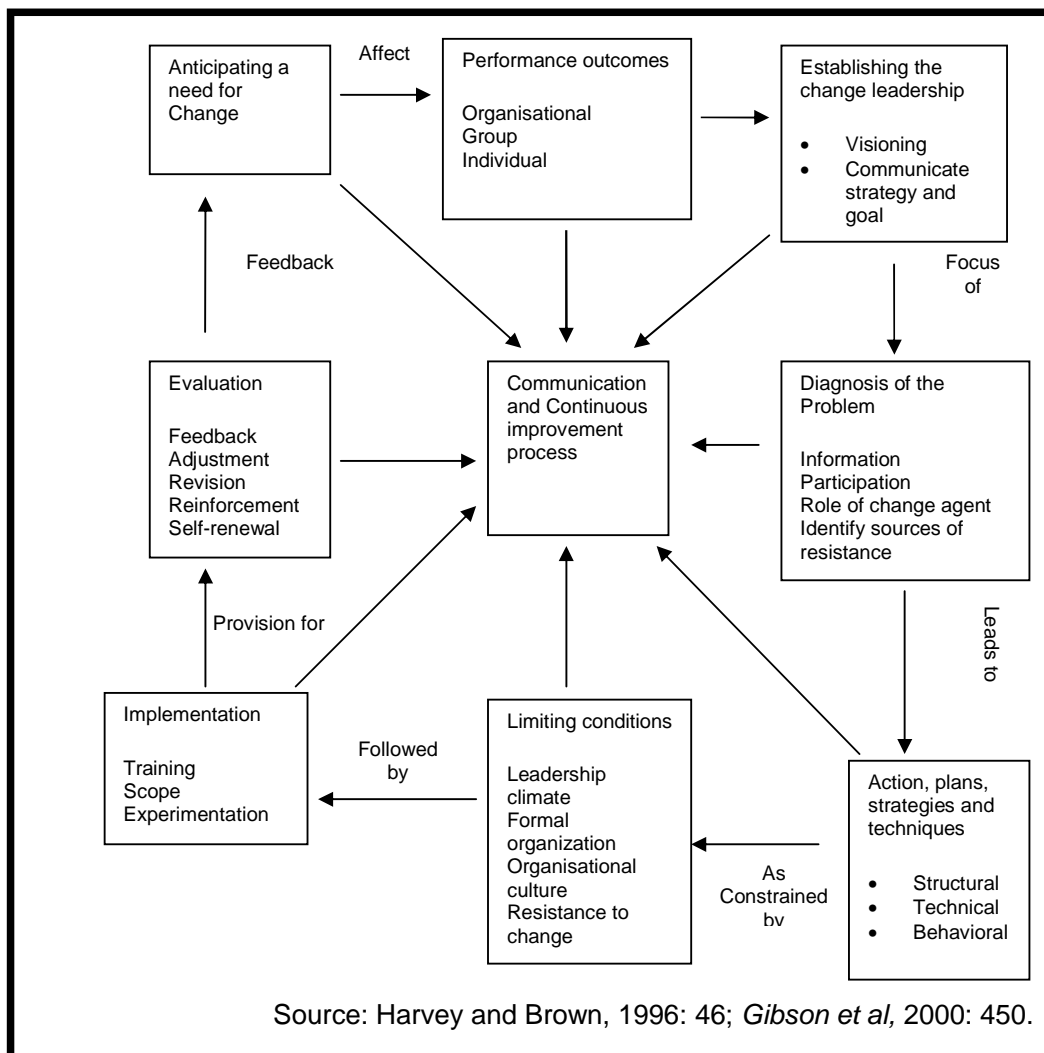 Anticipating a
need for
Change
Affect
Performance outcomes
Organisational
Group
Individual
Establishing the
change leadership
• Visioning
• Communicate
strategy and
goal
Feedback
Focus
of
Evaluation
Feedback
Adjustment
Revision
Reinforcement
Self-renewal
Communication
and Continuous
improvement
process
Diagnosis of the
Problem
Information
Participation
Role of change agent
Identify sources of
resistance
Provision for
Leads to
Implementation
Training
Scope
Experimentation
Followed
by
Limiting conditions
Leadership
climate
Formal
organization
Organisational
culture
Resistance to
change
As
Constrained
by
Action, plans,
strategies and
techniques
• Structural
• Technical
• Behavioral
Source: Harvey and Brown, 1996: 46; Gibson et al, 2000: 450.